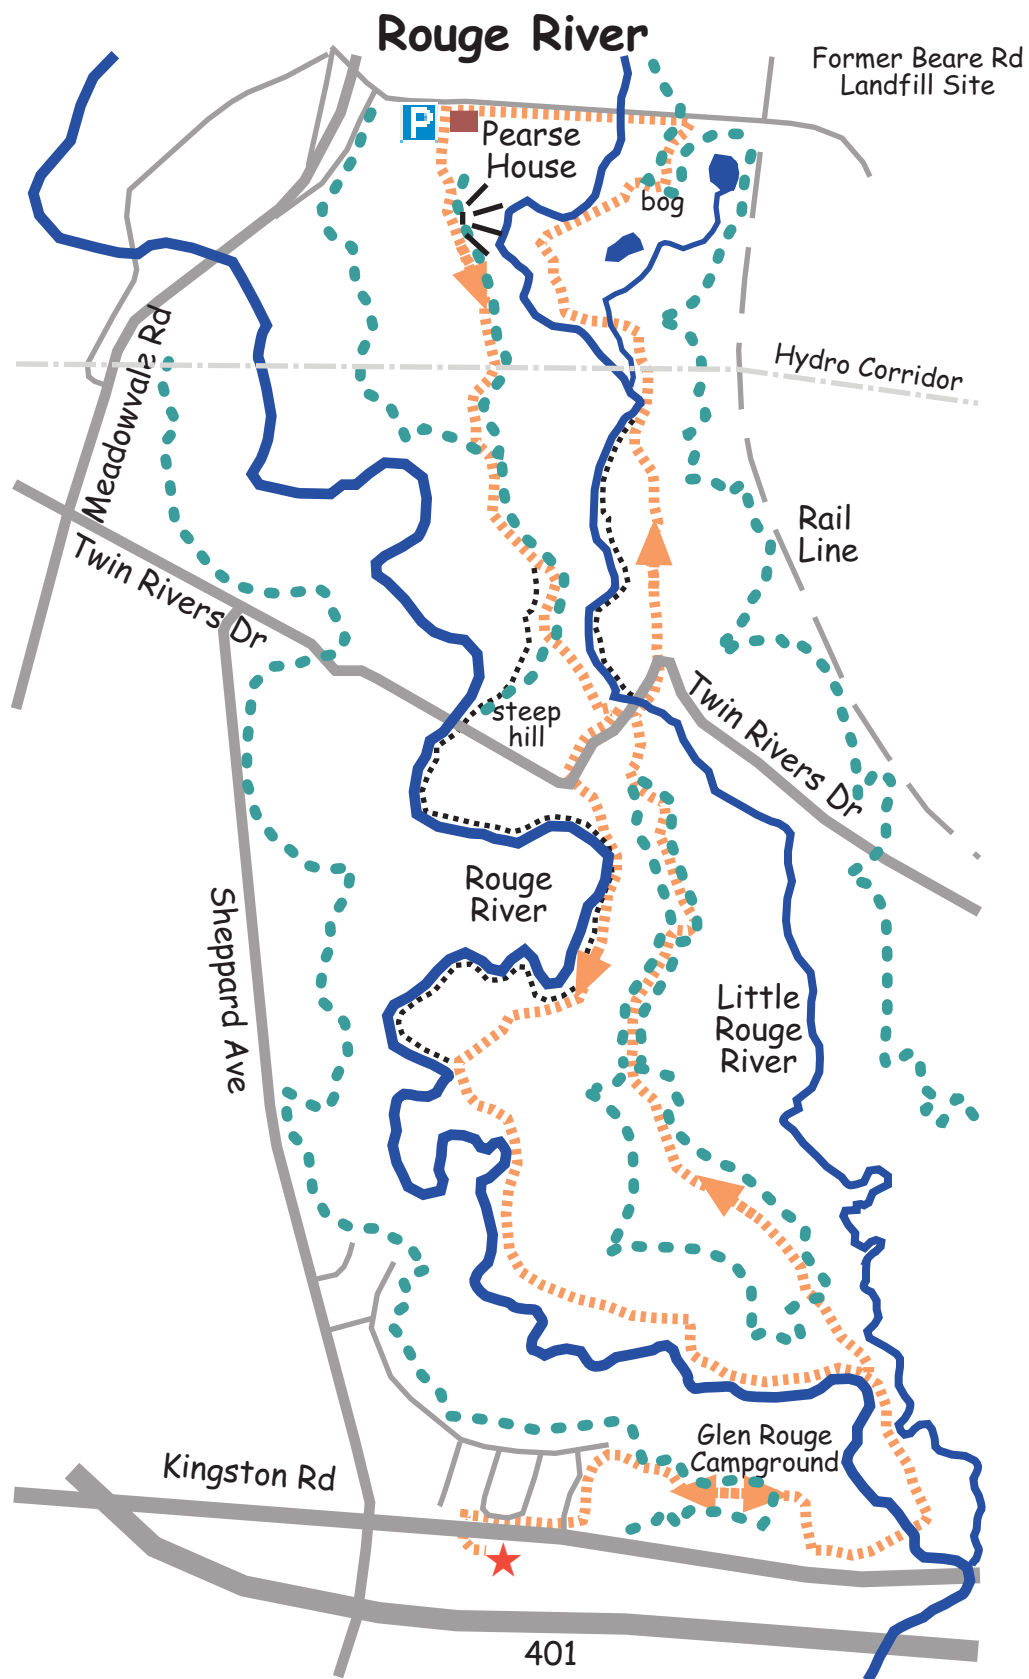 Rouge River
Former Beare Rd
Landfill Site
P
Pearse
House
bog
Hydro Corridor
Meadowvale Rd
Rail
Line
Twin Rivers Dr
steep
hill
Twin Rivers Dr
Rouge
River
Sheppard Ave
Little
Rouge
River
Glen Rouge
Campground
Kingston Rd
401